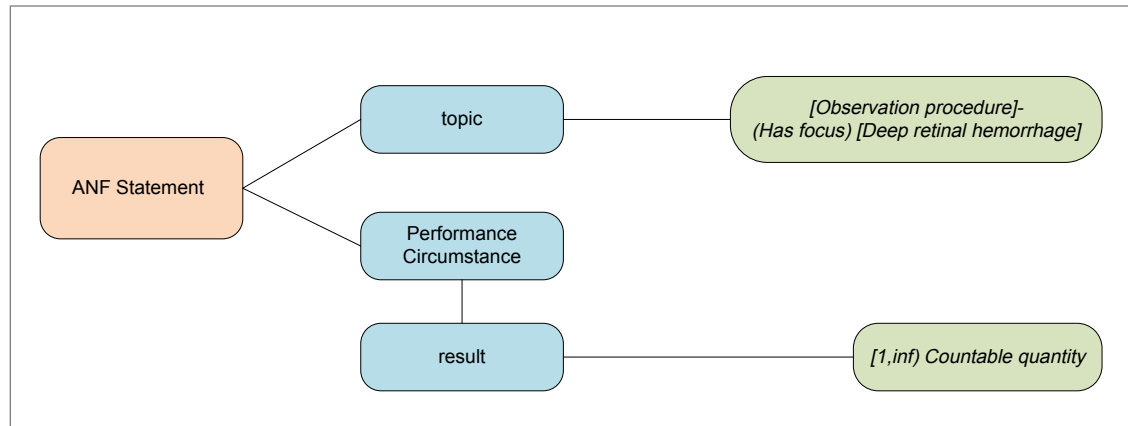 ANF Statement
topic
[Observation procedure]-
(Has focus) [Deep retinal hemorrhage]
Performance
Circumstance
result
[1,inf) Countable quantity